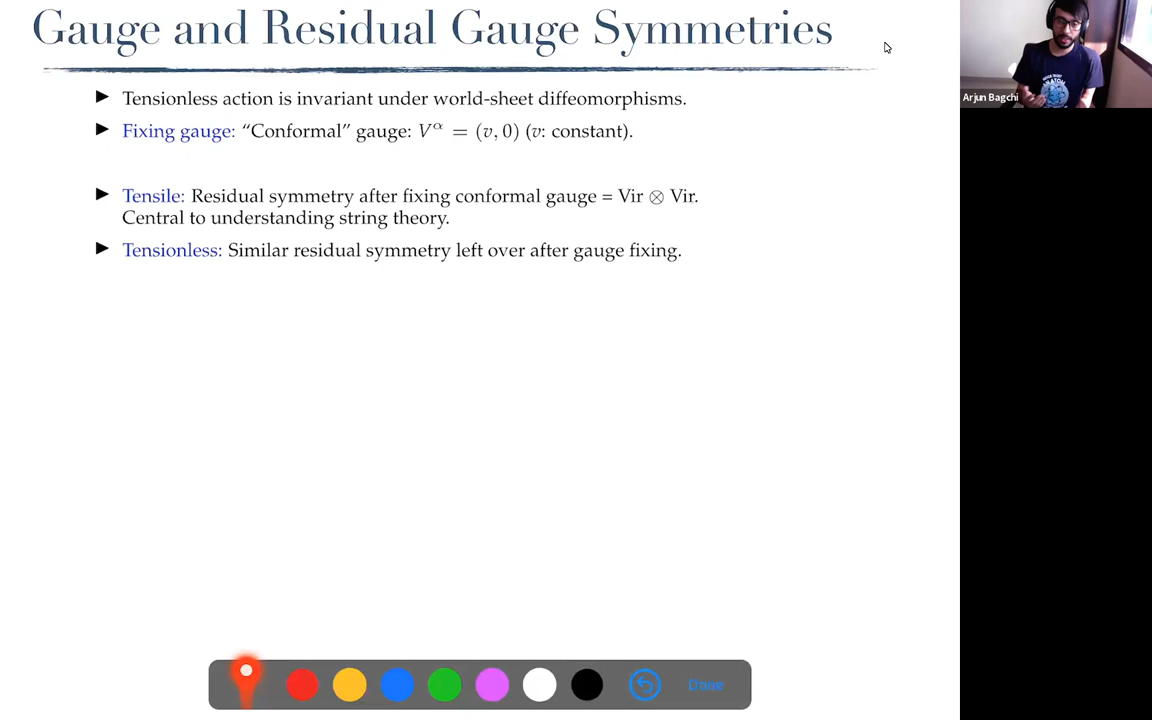 Gauge and Residual Gauge Symmetries
▶ Tensionless action is invariant under world-sheet diffeomorphisms.
▶ Fixing gauge: “Conformal” gauge: V^α = (v, 0) (v: constant).
▶ Tensile: Residual symmetry after fixing conformal gauge = Vir ⊗ Vir.
Central to understanding string theory.
▶ Tensionless: Similar residual symmetry left over after gauge fixing.
Arjun Bagchi
Done